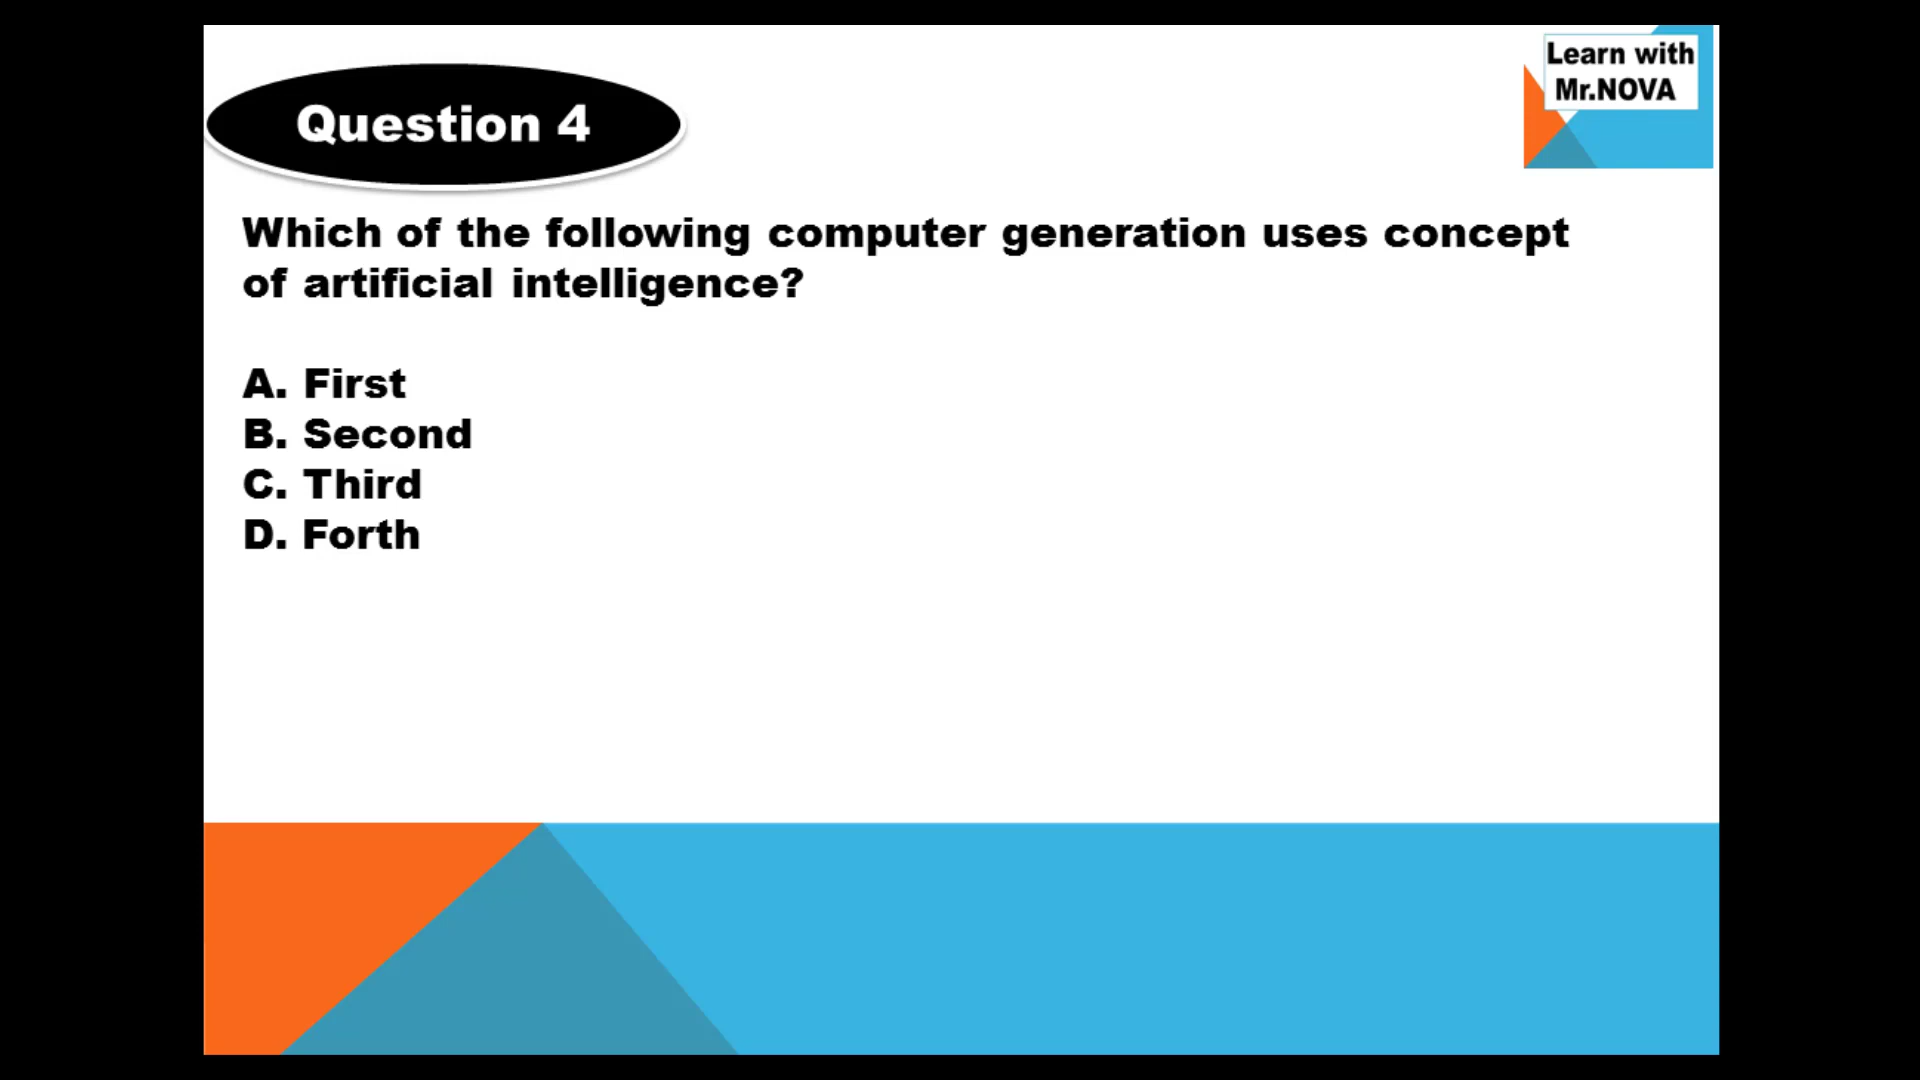 Learn with
Mr.NOVA
Question 4
Which of the following computer generation uses concept
of artificial intelligence?
A. First
B. Second
C. Third
D. Forth